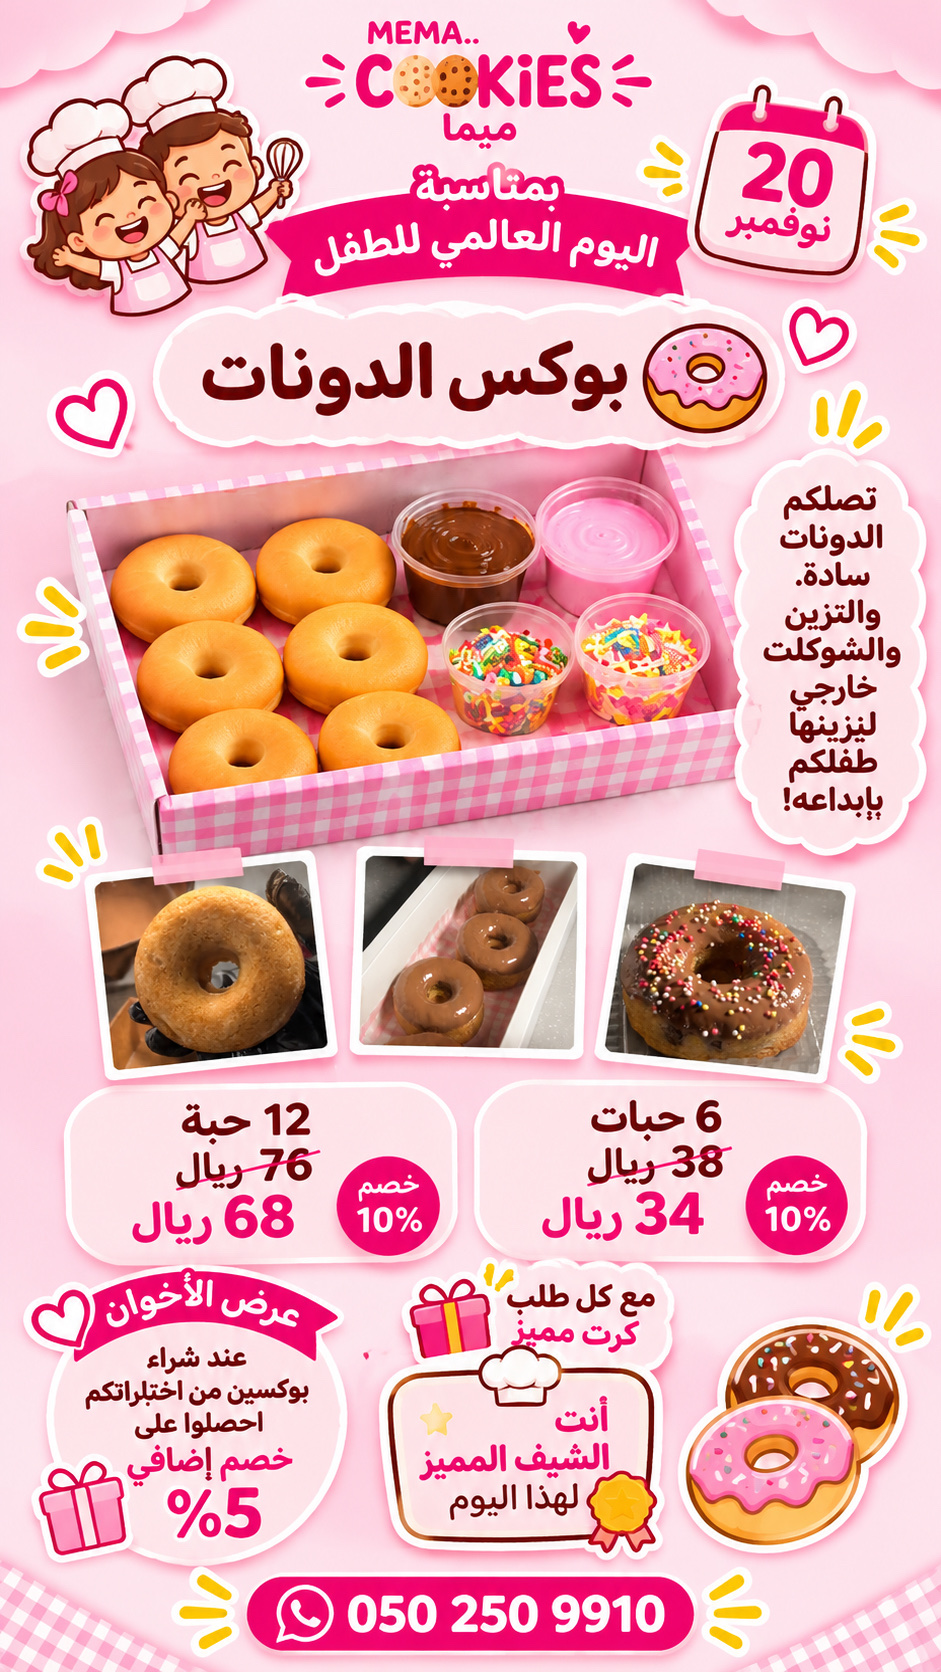 MEMA..
COOKiES
ميما
بمتاسبة
اليوم العالمي للطفل
20
نوفمبر
بوكس الدونات
تصلكم
الدونات
سادة.
والتزين
والشوكلت
خارجي
ليزينها
طفلكم
بإبداعه!
6 حبات
38 ريال
34 ريال
خصم
10%
12 حبة
76 ريال
68 ريال
خصم
10%
مع كل طلب
كرت مميز
أنت
الشيف المميز
لهذا اليوم
عرض الأخوان
عند شراء
بوكسين من
احصلوا على
خصم إضافي
%5
050 250 9910